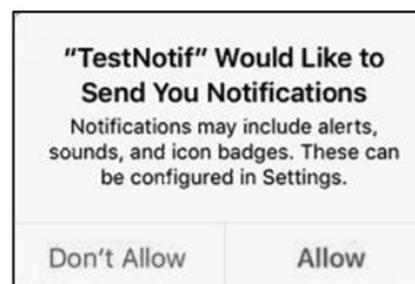 “TestNotif” Would Like to
Send You Notifications
Notifications may include alerts,
sounds, and icon badges. These can
be configured in Settings.
Don’t Allow
Allow